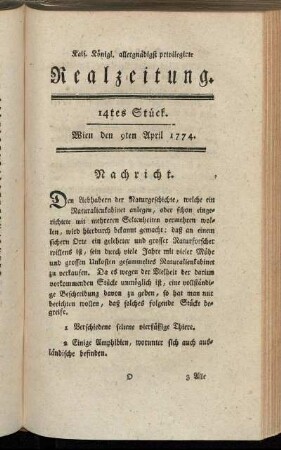 Kais. Königl. allergnädigst privilegirte
Realzeitung.
14tes Stück.
Wien den 9ten April 1774.
Nachricht.
Den Liebhabern der Naturgeschichte, welche ein
Naturalienkabinet anlegen, oder schon einge-
richtete mit mehreren Seltenheiten vermehren wol-
len, wird hierdurch bekannt gemacht; daß an einem
sichern Orte ein gelehrter und grosser Naturforscher
willens ist, sein durch viele Jahre mit vieler Mühe
und grossen Unkosten gesammeltes Naturalienkabinet
zu verkaufen. Da es wegen der Vielheit der darinn
vorkommenden Stücke unmöglich ist, eine vollständi-
ge Beschreibung davon zu geben, so hat man nur
berichten wollen, daß solches folgende Stück be-
greife.
1 Verschiedene seltene vierfüßige Thiere.
2 Einige Amphibien, worunter sich auch aus-
ländische befinden.
O 3 Alle